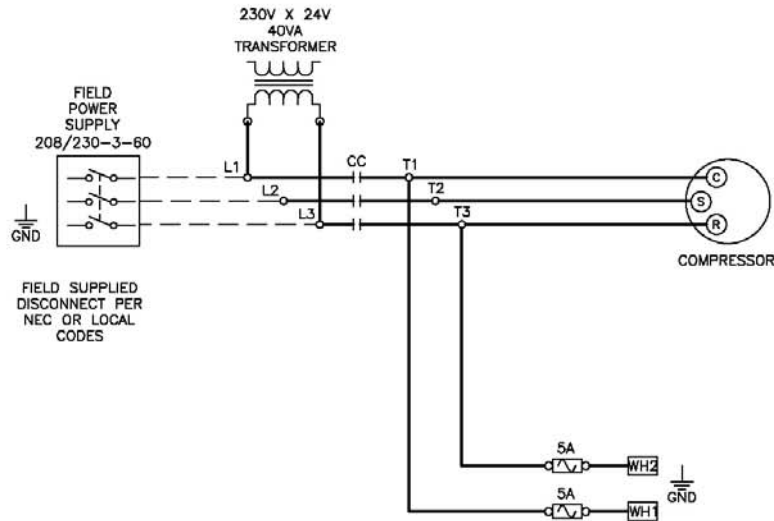 230V X 24V
40VA
TRANSFORMER
FIELD
POWER
SUPPLY
208/230-3-60
L1
CC
T1
C
L2
T2
S
L3
T3
R
GND
COMPRESSOR
FIELD SUPPLIED
DISCONNECT PER
NEC OR LOCAL
CODES
5A
WH2
GND
5A
WH1